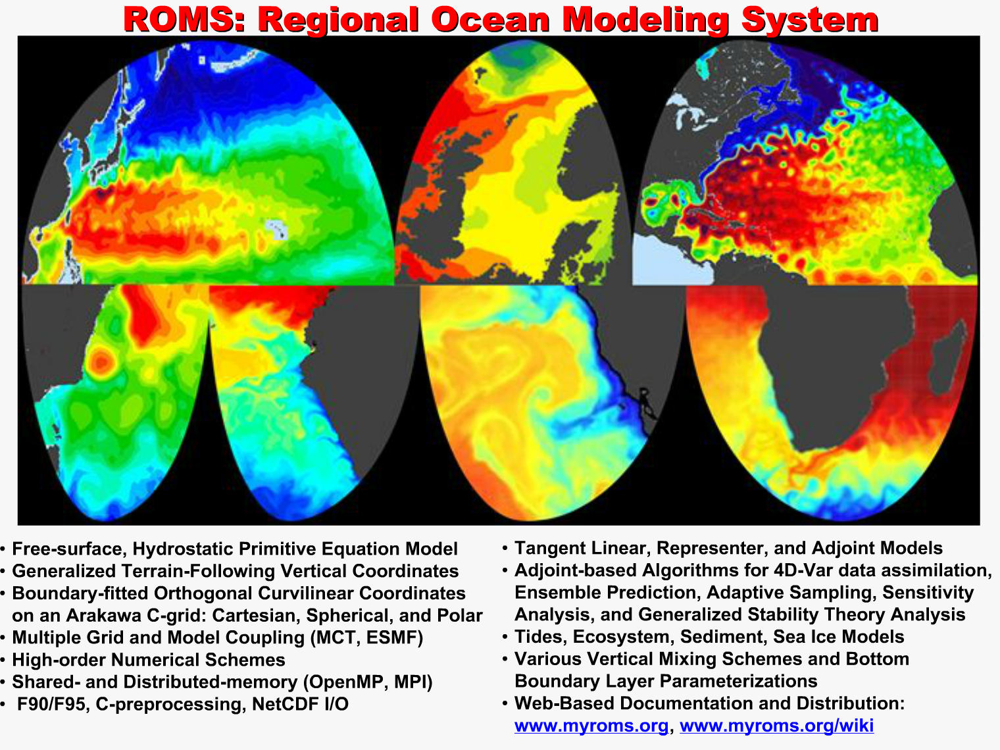 ROMS: Regional Ocean Modeling System
• Free-surface, Hydrostatic Primitive Equation Model
• Generalized Terrain-Following Vertical Coordinates
• Boundary-fitted Orthogonal Curvilinear Coordinates
on an Arakawa C-grid: Cartesian, Spherical, and Polar
• Multiple Grid and Model Coupling (MCT, ESMF)
• High-order Numerical Schemes
• Shared- and Distributed-memory (OpenMP, MPI)
• F90/F95, C-preprocessing, NetCDF I/O
• Tangent Linear, Representer, and Adjoint Models
• Adjoint-based Algorithms for 4D-Var data assimilation,
Ensemble Prediction, Adaptive Sampling, Sensitivity
Analysis, and Generalized Stability Theory Analysis
• Tides, Ecosystem, Sediment, Sea Ice Models
• Various Vertical Mixing Schemes and Bottom
Boundary Layer Parameterizations
• Web-Based Documentation and Distribution:
www.myroms.org, www.myroms.org/wiki